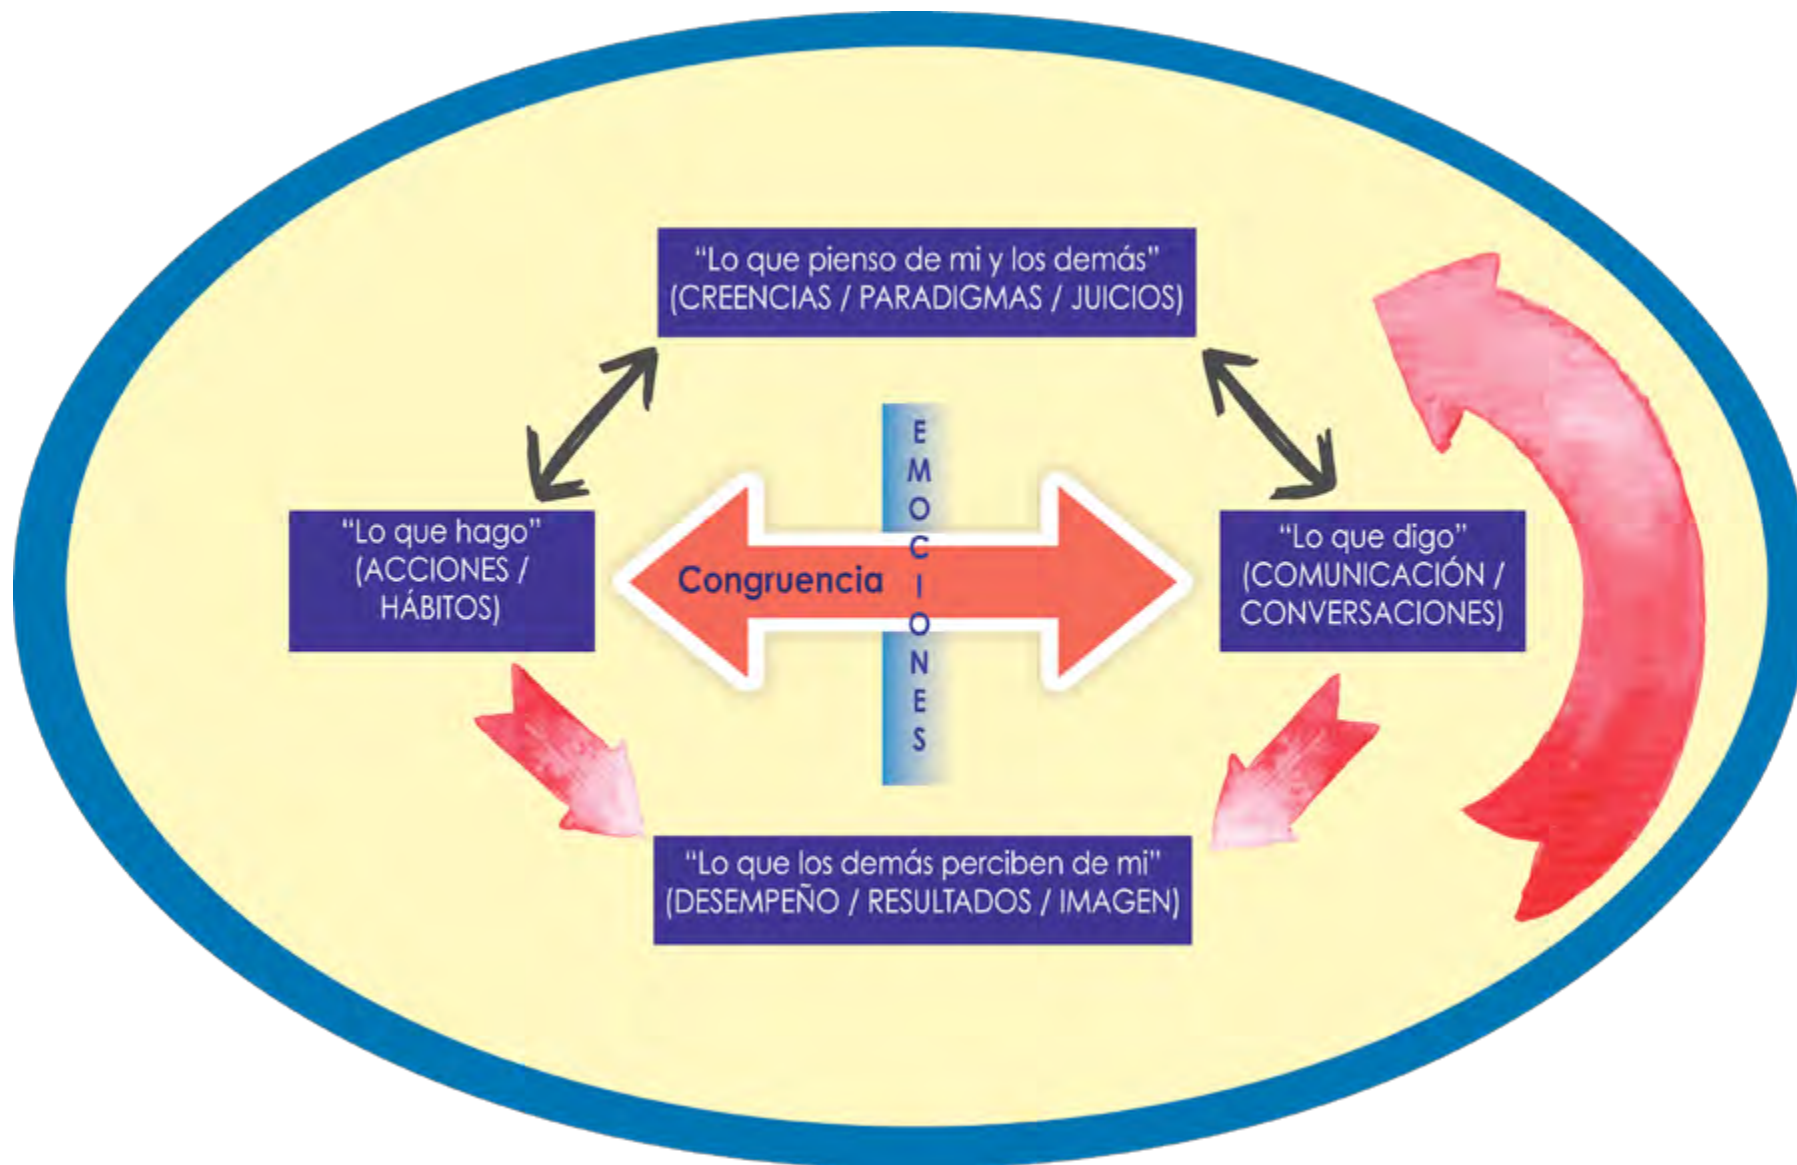 “Lo que pienso de mi y los demás”
(CREENCIAS / PARADIGMAS / JUICIOS)
EMOCIONES
“Lo que hago”
(ACCIONES /
HÁBITOS)
Congruencia
“Lo que digo”
(COMUNICACIÓN /
CONVERSACIONES)
“Lo que los demás perciben de mi”
(DESEMPEÑO / RESULTADOS / IMAGEN)